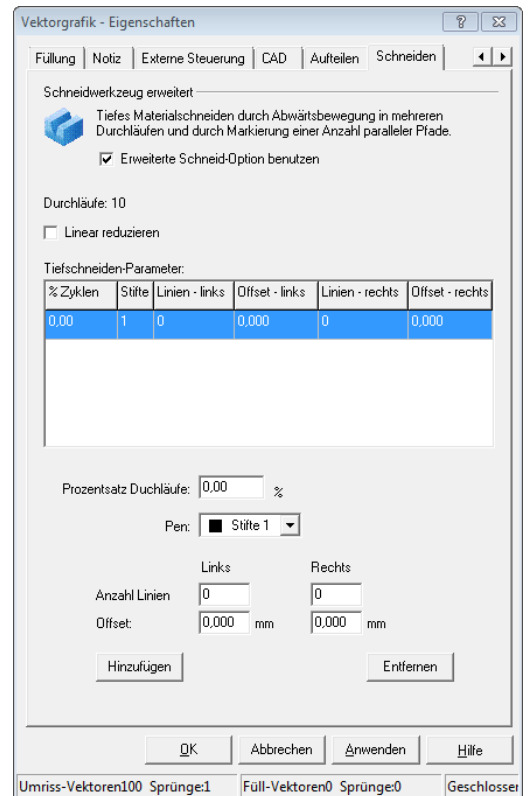 Vektorgrafik - Eigenschaften
Füllung Notiz Externe Steuerung CAD Aufteilen Schneiden
Schneidwerkzeug erweitert
Tiefes Materialschneiden durch Abwärtsbewegung in mehreren
Durchläufen und durch Markierung einer Anzahl paralleler Pfade.
Erweiterte Schneid-Option benutzen
Durchläufe: 10
Linear reduzieren
Tiefschneiden-Parameter:
% Zyklen Stifte Linien - links Offset - links Linien - rechts Offset - rechts
0,00 1 0 0,000 0 0,000
Prozentsatz Duchläufe: 0,00 %
Pen: Stifte 1
Links Rechts
Anzahl Linien 0 0
Offset: 0,000 mm 0,000 mm
Hinzufügen Entfernen
OK Abbrechen Anwenden Hilfe
Umriss-Vektoren100 Sprünge:1 Füll-Vektoren0 Sprünge:0 Geschlossen